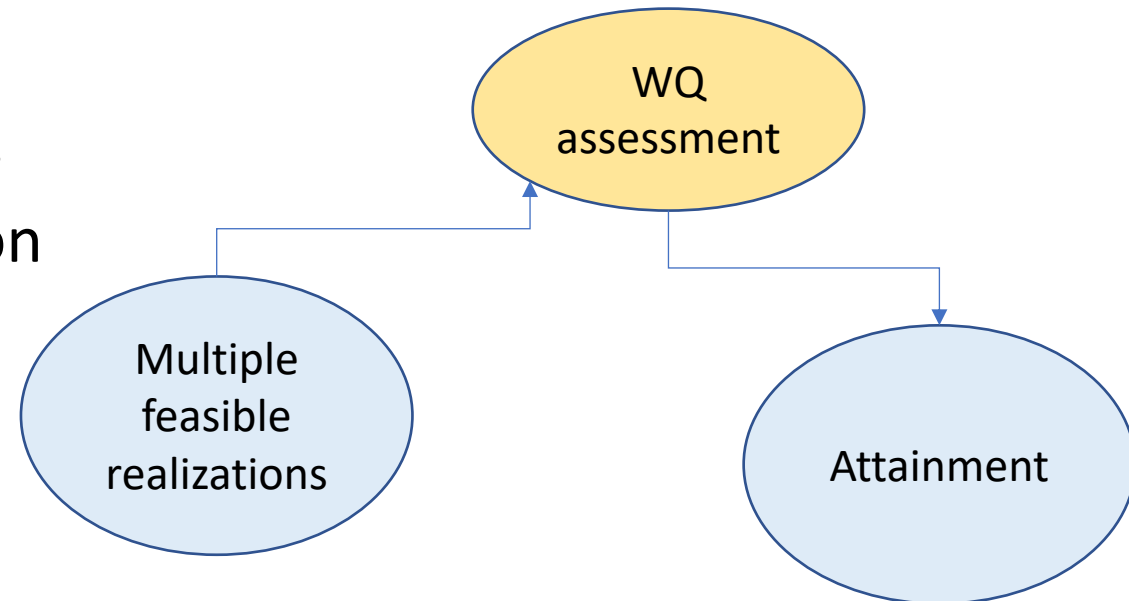 WQ
assessment
on
Multiple
feasible
realizations
Attainment